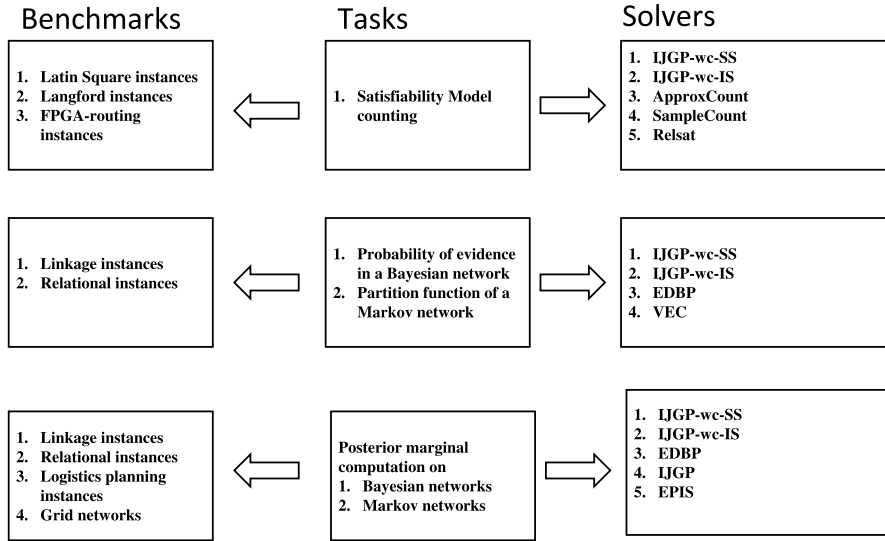 Benchmarks
Tasks
Solvers
1. Latin Square instances
2. Langford instances
3. FPGA-routing
instances
1. Satisfiability Model
counting
1. IJGP-wc-SS
2. IJGP-wc-IS
3. ApproxCount
4. SampleCount
5. Relsat
1. Linkage instances
2. Relational instances
1. Probability of evidence
in a Bayesian network
2. Partition function of a
Markov network
1. IJGP-wc-SS
2. IJGP-wc-IS
3. EDBP
4. VEC
1. Linkage instances
2. Relational instances
3. Logistics planning
instances
4. Grid networks
Posterior marginal
computation on
1. Bayesian networks
2. Markov networks
1. IJGP-wc-SS
2. IJGP-wc-IS
3. EDBP
4. IJGP
5. EPIS